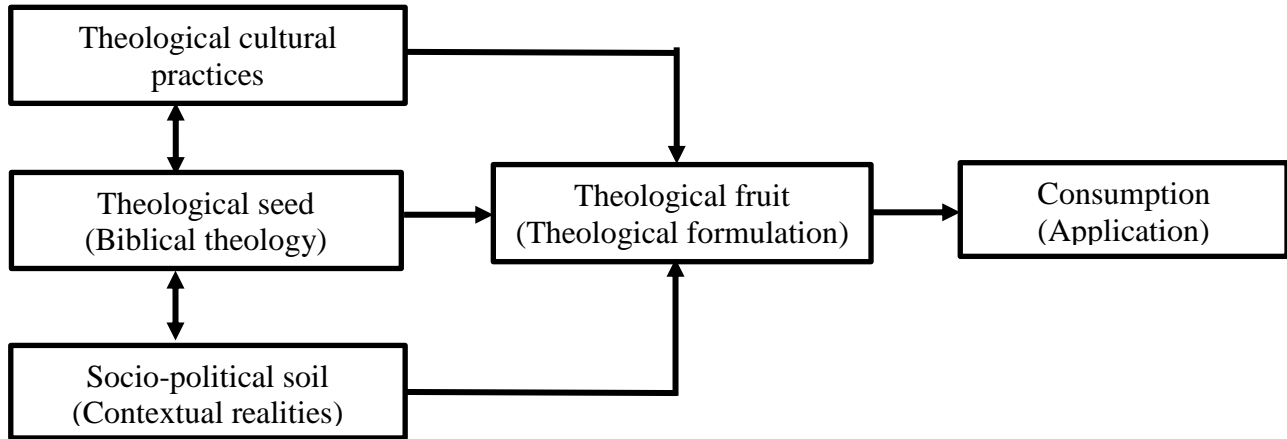 Theological cultural
practices
Theological seed
(Biblical theology)
Socio-political soil
(Contextual realities)
Theological fruit
(Theological formulation)
Consumption
(Application)